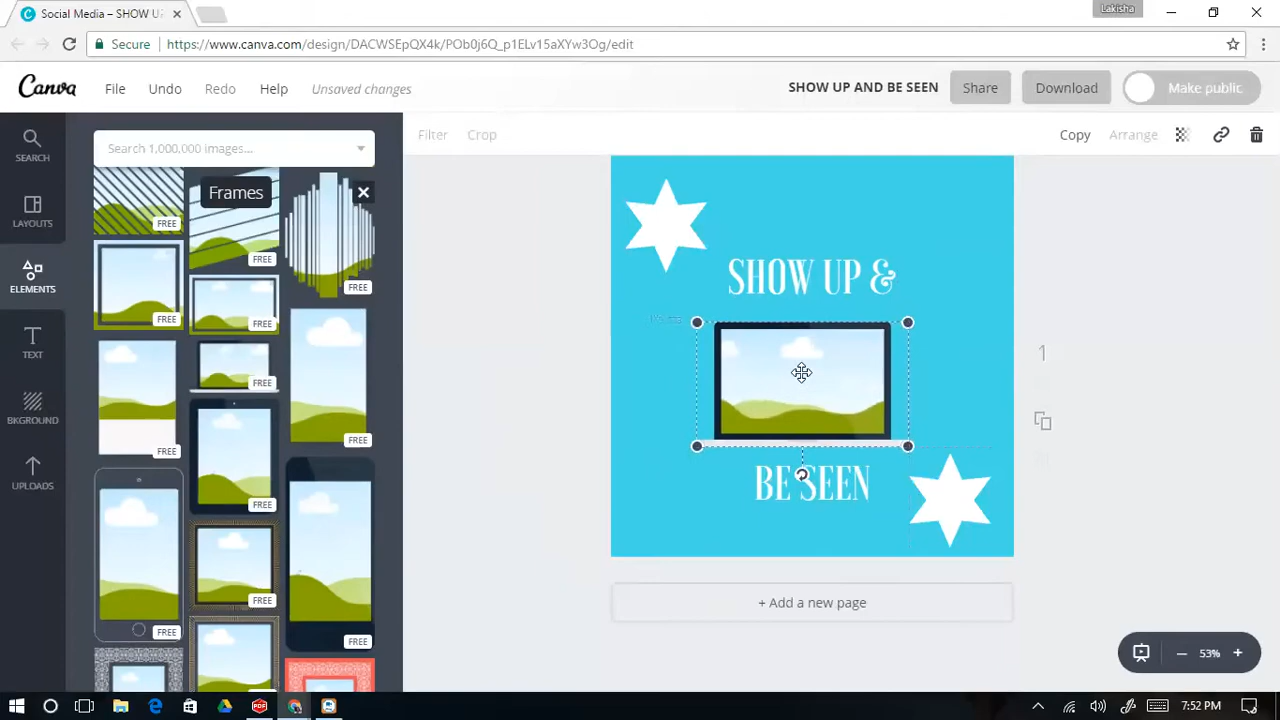 Social Media – SHOW U
Lakisha
Secure
https://www.canva.com/design/DACWSEpQX4k/POb0j6Q_p1ELv15aXYw3Og/edit
Canva
File
Undo
Redo
Help
Unsaved changes
SHOW UP AND BE SEEN
Share
Download
Make public
Search 1,000,000 images...
Filter
Crop
Copy
Arrange
SEARCH
LAYOUTS
ELEMENTS
TEXT
BKGROUND
UPLOADS
Frames
FREE
FREE
FREE
FREE
FREE
FREE
FREE
FREE
FREE
FREE
FREE
FREE
SHOW UP &
BE SEEN
1
+ Add a new page
53%
PDF
7:52 PM